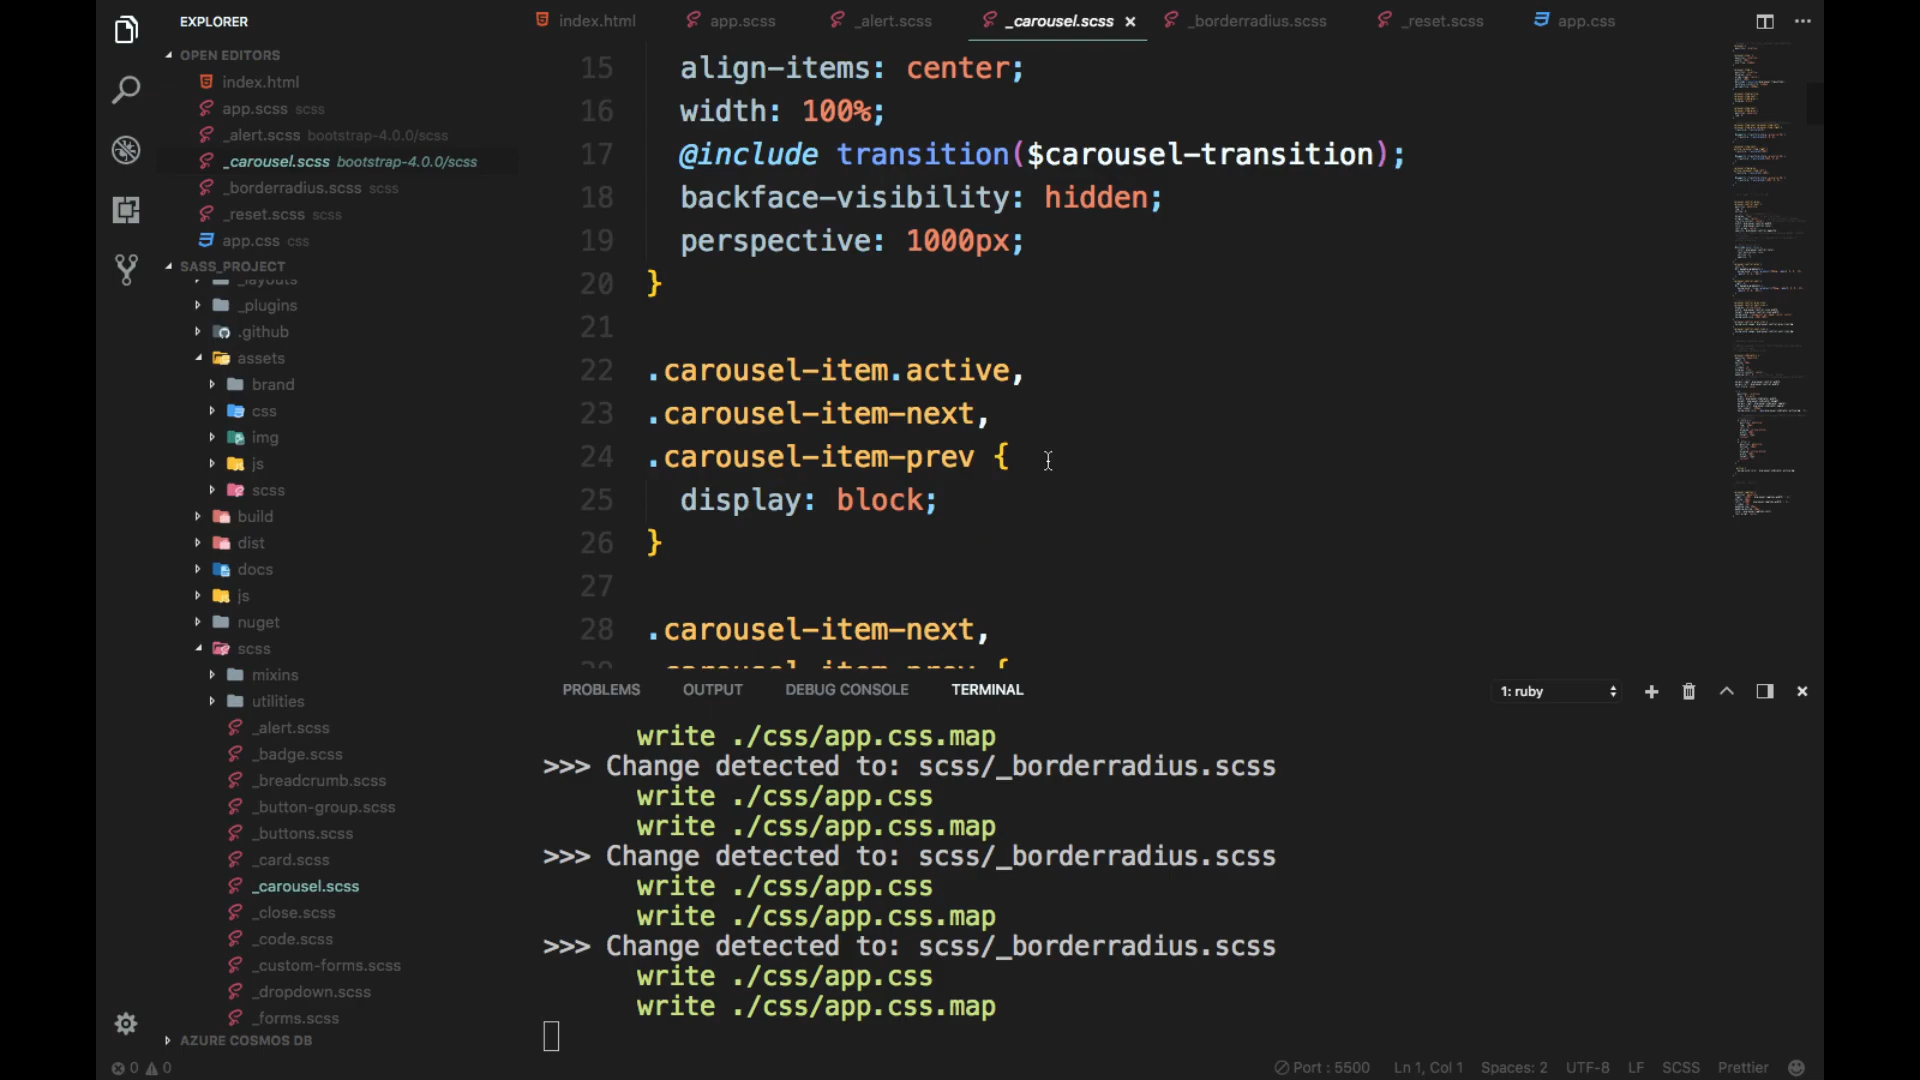 EXPLORER
OPEN EDITORS
index.html
app.scss scss
_alert.scss bootstrap-4.0.0/scss
_carousel.scss bootstrap-4.0.0/scss
_borderradius.scss scss
_reset.scss scss
app.css css
SASS_PROJECT
_layouts
_plugins
.github
assets
brand
css
img
js
scss
build
dist
docs
js
nuget
scss
mixins
utilities
_alert.scss
_badge.scss
_breadcrumb.scss
_button-group.scss
_buttons.scss
_card.scss
_carousel.scss
_close.scss
_code.scss
_custom-forms.scss
_dropdown.scss
_forms.scss
AZURE COSMOS DB
index.html app.scss _alert.scss _carousel.scss _borderradius.scss _reset.scss app.css
15 align-items: center;
16 width: 100%;
17 @include transition($carousel-transition);
18 backface-visibility: hidden;
19 perspective: 1000px;
20 }
21
22 .carousel-item.active,
23 .carousel-item-next,
24 .carousel-item-prev {
25 display: block;
26 }
27
28 .carousel-item-next,
29 .carousel-item-prev {
PROBLEMS OUTPUT DEBUG CONSOLE TERMINAL 1: ruby
write ./css/app.css.map
>>> Change detected to: scss/_borderradius.scss
write ./css/app.css
write ./css/app.css.map
>>> Change detected to: scss/_borderradius.scss
write ./css/app.css
write ./css/app.css.map
>>> Change detected to: scss/_borderradius.scss
write ./css/app.css
write ./css/app.css.map
0 0 Port : 5500 Ln 1, Col 1 Spaces: 2 UTF-8 LF SCSS Prettier